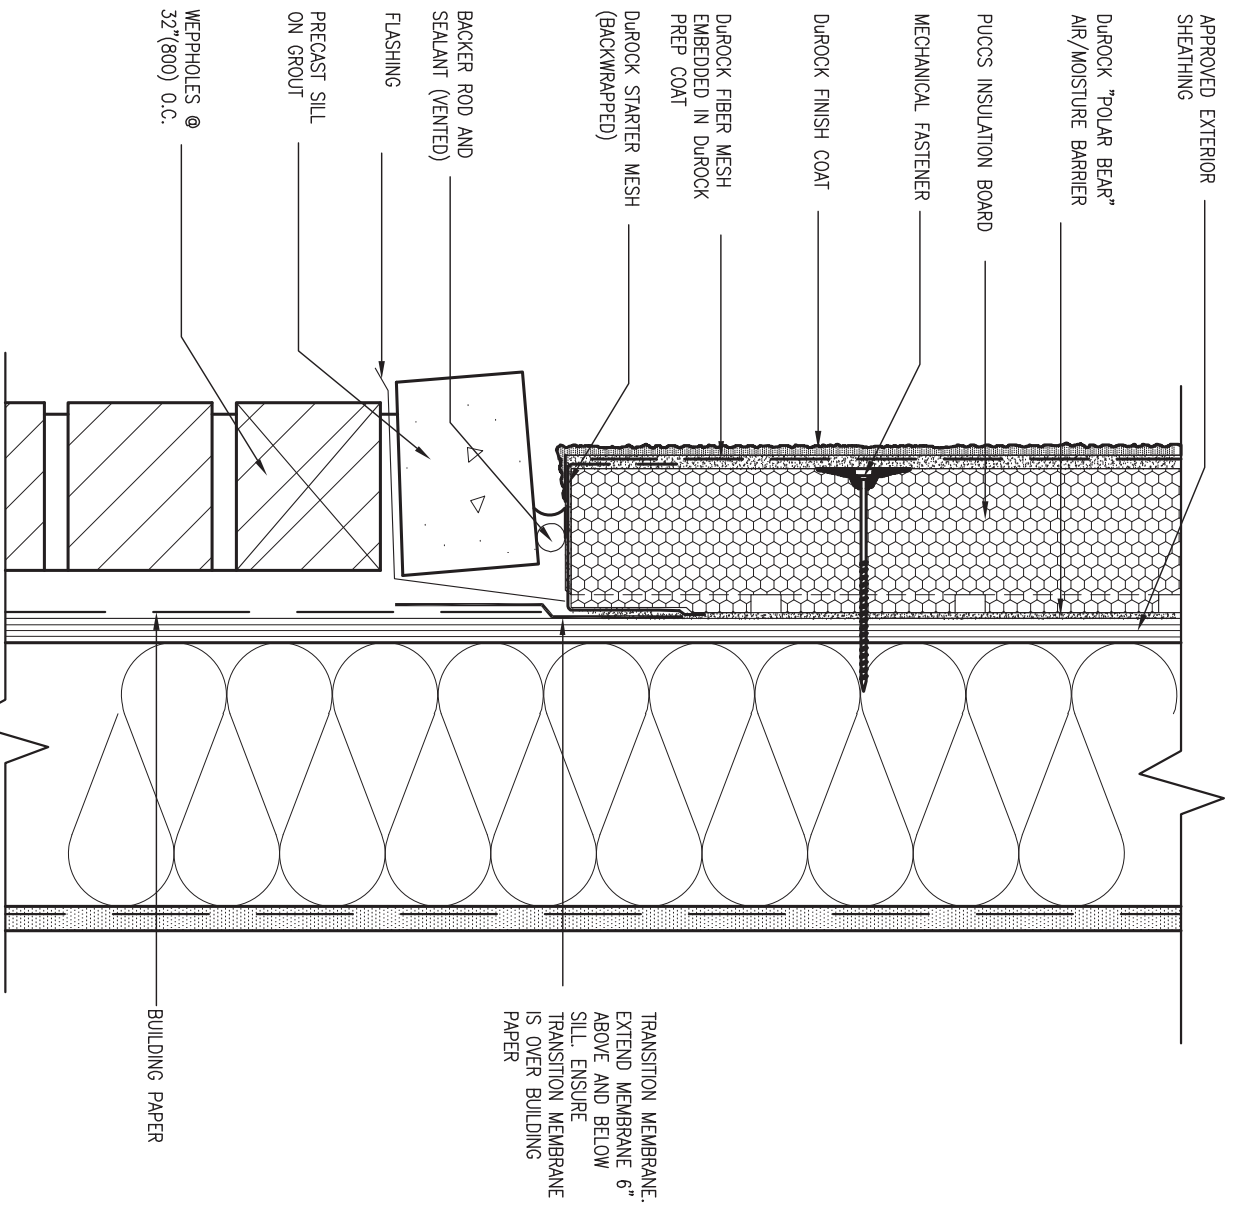 APPROVED EXTERIOR
SHEATHING
DuROCK "POLAR BEAR"
AIR/MOISTURE BARRIER
PUCCS INSULATION BOARD
MECHANICAL FASTENER
DuROCK FINISH COAT
DuROCK FIBER MESH
EMBEDDED IN DuROCK
PREP COAT
DuROCK STARTER MESH
(BACKWRAPPED)
BACKER ROD AND
SEALANT (VENTED)
FLASHING
PRECAST SILL
ON GROUT
WEPPHOLES @
32"(800) O.C.
TRANSITION MEMBRANE.
EXTEND MEMBRANE 6"
ABOVE AND BELOW
SILL. ENSURE
TRANSITION MEMBRANE
IS OVER BUILDING
PAPER
BUILDING PAPER